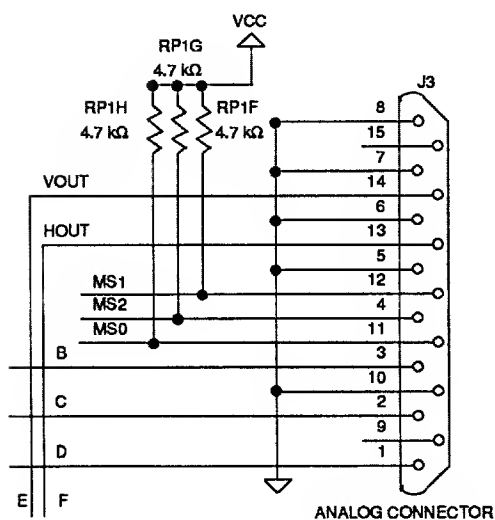 VCC
RP1G
4.7 kΩ
J3
RP1H
4.7 kΩ
RP1F
4.7 kΩ
8
15
7
VOUT
14
6
HOUT
13
5
MS1
12
MS2
4
MS0
11
B
3
10
C
2
9
D
1
E
F
ANALOG CONNECTOR